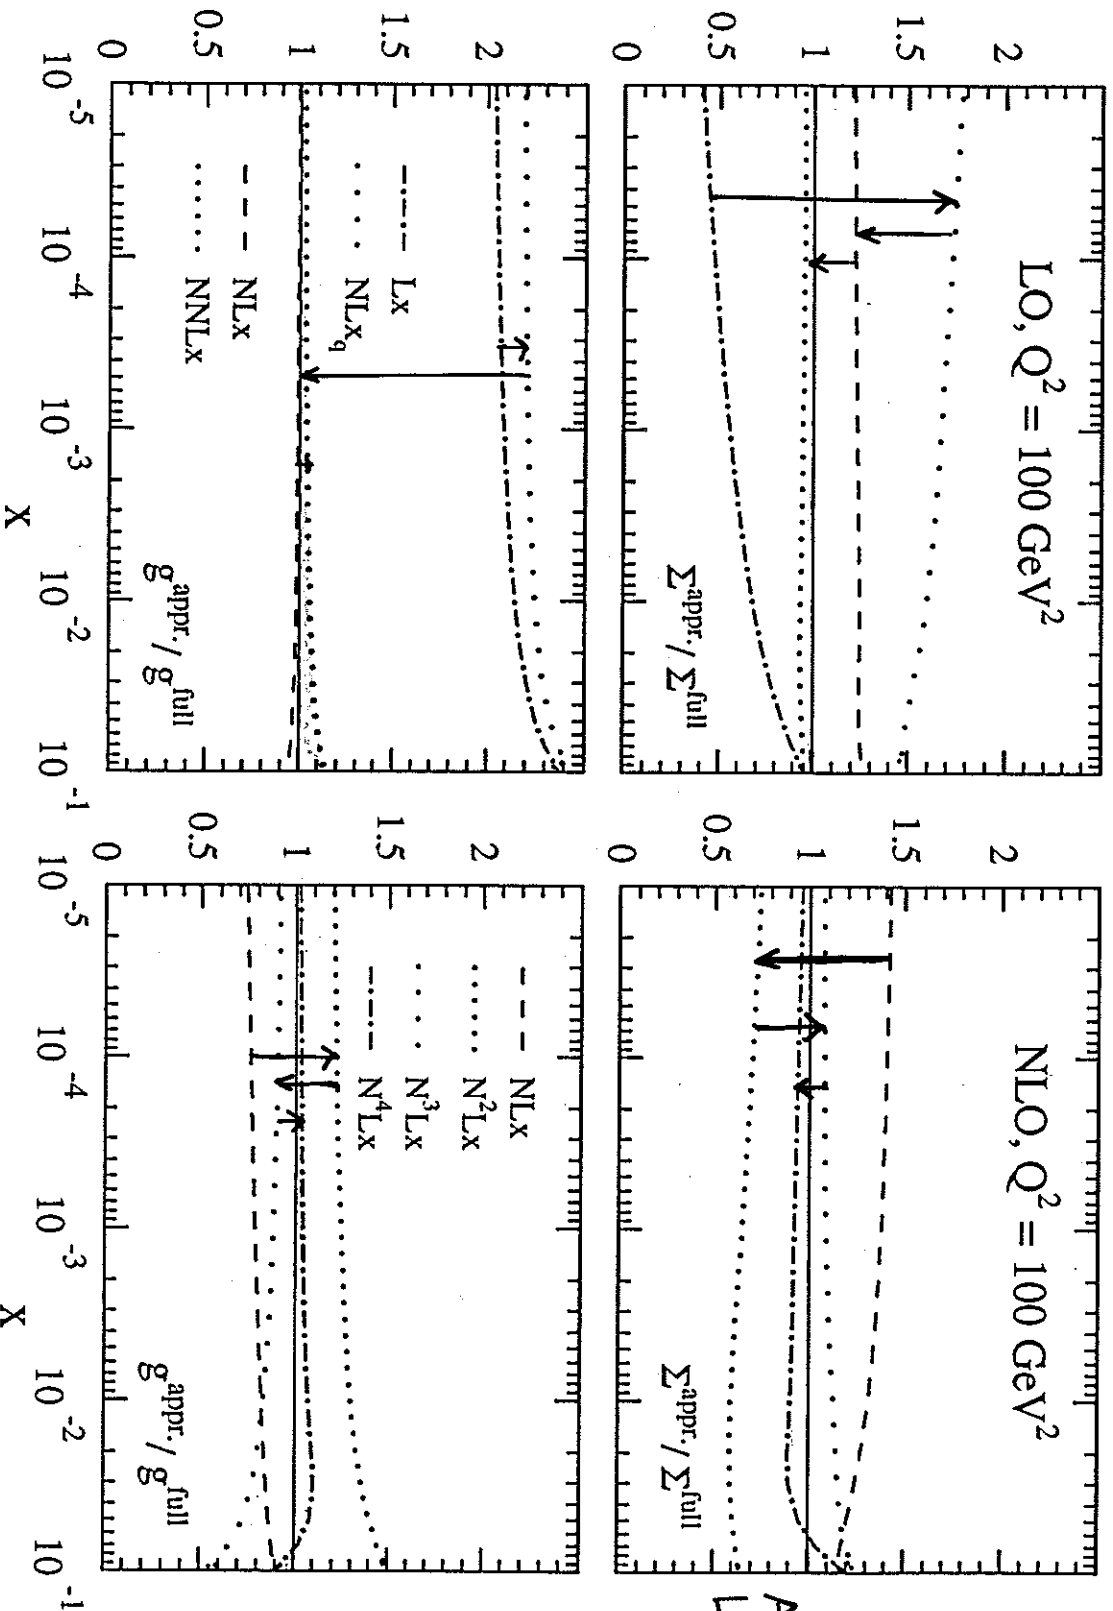 LO, Q² = 100 GeV²
NLO, Q² = 100 GeV²
2
1.5
1
0.5
0
Σ^appr. / Σ^full
2
1.5
1
0.5
0
Σ^appr. / Σ^full
2
1.5
1
0.5
0
Lx
NLx_q
NLx
NNLx
g^appr. / g^full
10^-5
10^-4
10^-3
10^-2
10^-1
x
2
1.5
1
0.5
0
NLx
N²Lx
N³Lx
N⁴Lx
g^appr. / g^full
10^-5
10^-4
10^-3
10^-2
10^-1
x